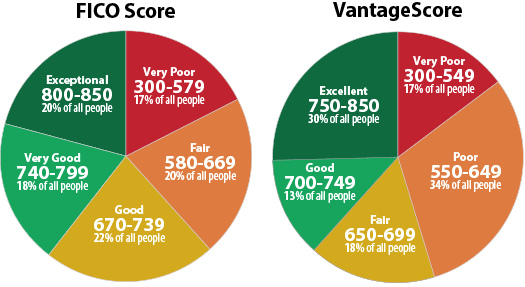 FICO Score
Exceptional
800-850
20% of all people
Very Poor
300-579
17% of all people
Fair
580-669
20% of all people
Good
670-739
22% of all people
Very Good
740-799
18% of all people
VantageScore
Excellent
750-850
30% of all people
Very Poor
300-549
17% of all people
Poor
550-649
34% of all people
Fair
650-699
18% of all people
Good
700-749
13% of all people